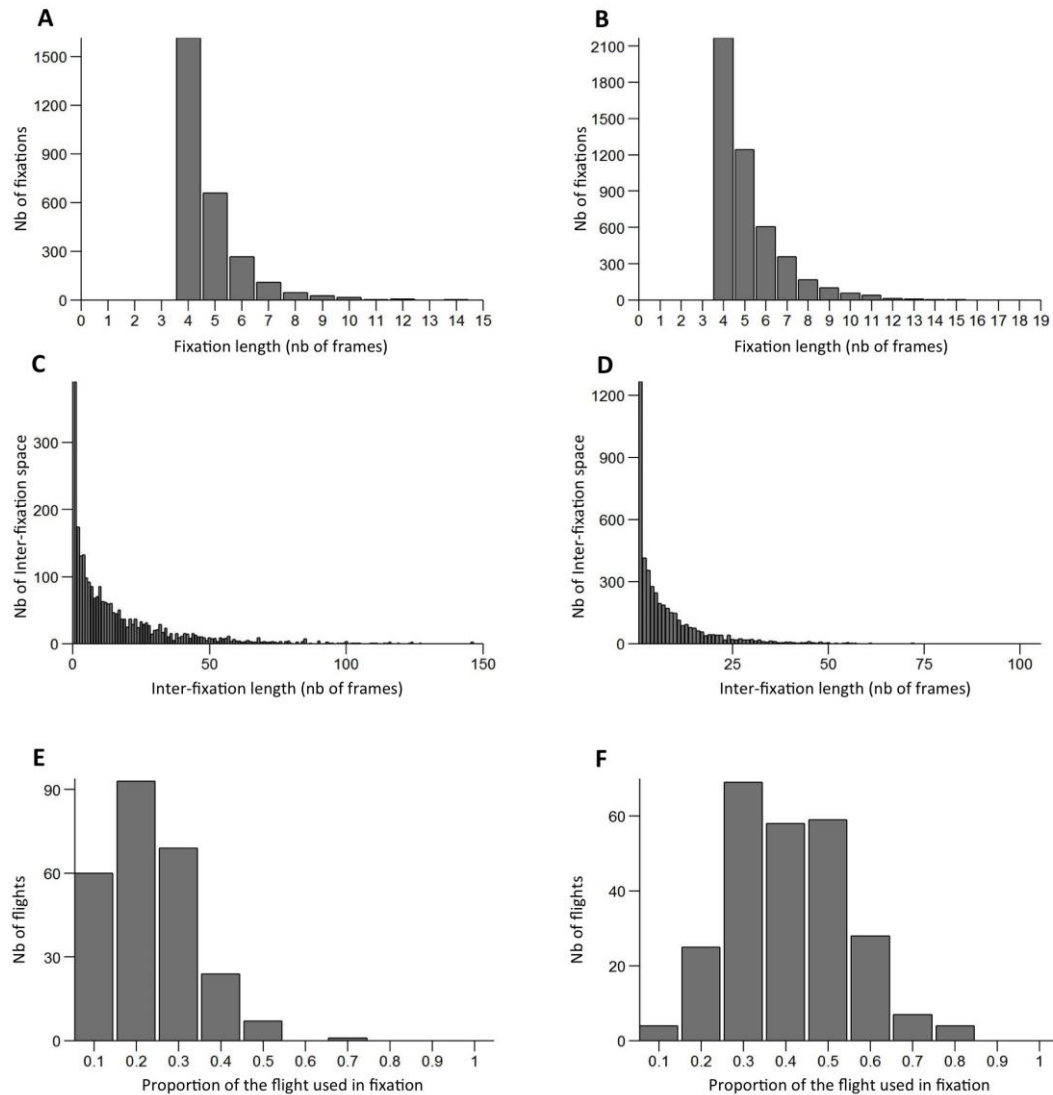 A
Nb of fixations
1500
1200
900
600
300
0
0 1 2 3 4 5 6 7 8 9 10 11 12 13 14 15
Fixation length (nb of frames)
B
Nb of fixations
2100
1800
1500
1200
900
600
300
0
0 1 2 3 4 5 6 7 8 9 10 11 12 13 14 15 16 17 18 19
Fixation length (nb of frames)
C
Nb of Inter-fixation space
300
200
100
0
0 50 100 150
Inter-fixation length (nb of frames)
D
Nb of Inter-fixation space
1200
900
600
300
0
25 50 75 100
Inter-fixation length (nb of frames)
E
Nb of flights
90
60
30
0
0.1 0.2 0.3 0.4 0.5 0.6 0.7 0.8 0.9 1
Proportion of the flight used in fixation
F
Nb of flights
60
40
20
0
0.1 0.2 0.3 0.4 0.5 0.6 0.7 0.8 0.9 1
Proportion of the flight used in fixation